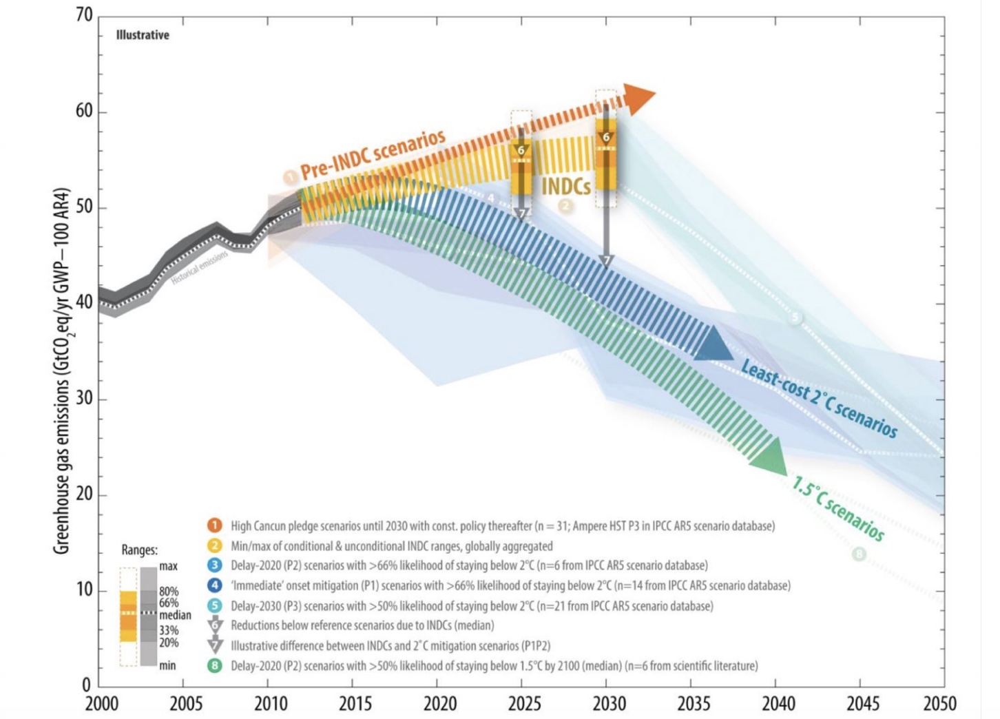 70
Illustrative
60
50
40
30
20
10
0
Greenhouse gas emissions (GtCO2eq/yr GWP–100 AR4)
1 Pre-INDC scenarios
6
6
4
INDCs
2
7
7
Historical emissions
5
Least-cost 2°C scenarios
1.5°C scenarios
8
Ranges:
max
80%
66%
median
33%
20%
min
1 High Cancun pledge scenarios until 2030 with const. policy thereafter (n = 31; Ampere HST P3 in IPCC AR5 scenario database)
2 Min/max of conditional & unconditional INDC ranges, globally aggregated
3 Delay-2020 (P2) scenarios with >66% likelihood of staying below 2°C (n=6 from IPCC AR5 scenario database)
4 'Immediate' onset mitigation (P1) scenarios with >66% likelihood of staying below 2°C (n=14 from IPCC AR5 scenario database)
5 Delay-2030 (P3) scenarios with >50% likelihood of staying below 2°C (n=21 from IPCC AR5 scenario database)
6 Reductions below reference scenarios due to INDCs (median)
7 Illustrative difference between INDCs and 2°C mitigation scenarios (P1P2)
8 Delay-2020 (P2) scenarios with >50% likelihood of staying below 1.5°C by 2100 (median) (n=6 from scientific literature)
2000 2005 2010 2015 2020 2025 2030 2035 2040 2045 2050